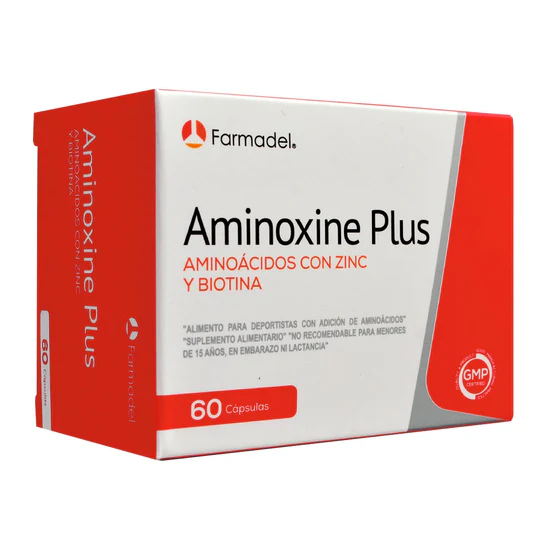 Farmadel®
Aminoxine Plus
AMINOÁCIDOS CON ZINC
Y BIOTINA
"ALIMENTO PARA DEPORTISTAS CON ADICIÓN DE AMINOÁCIDOS"
"SUPLEMENTO ALIMENTARIO" "NO RECOMENDABLE PARA MENORES
DE 15 AÑOS, EN EMBARAZO NI LACTANCIA"
60 Cápsulas
GMP
CERTIFIED
Aminoxine Plus
AMINOÁCIDOS CON ZINC
Y BIOTINA
60 Cápsulas
Farmadel